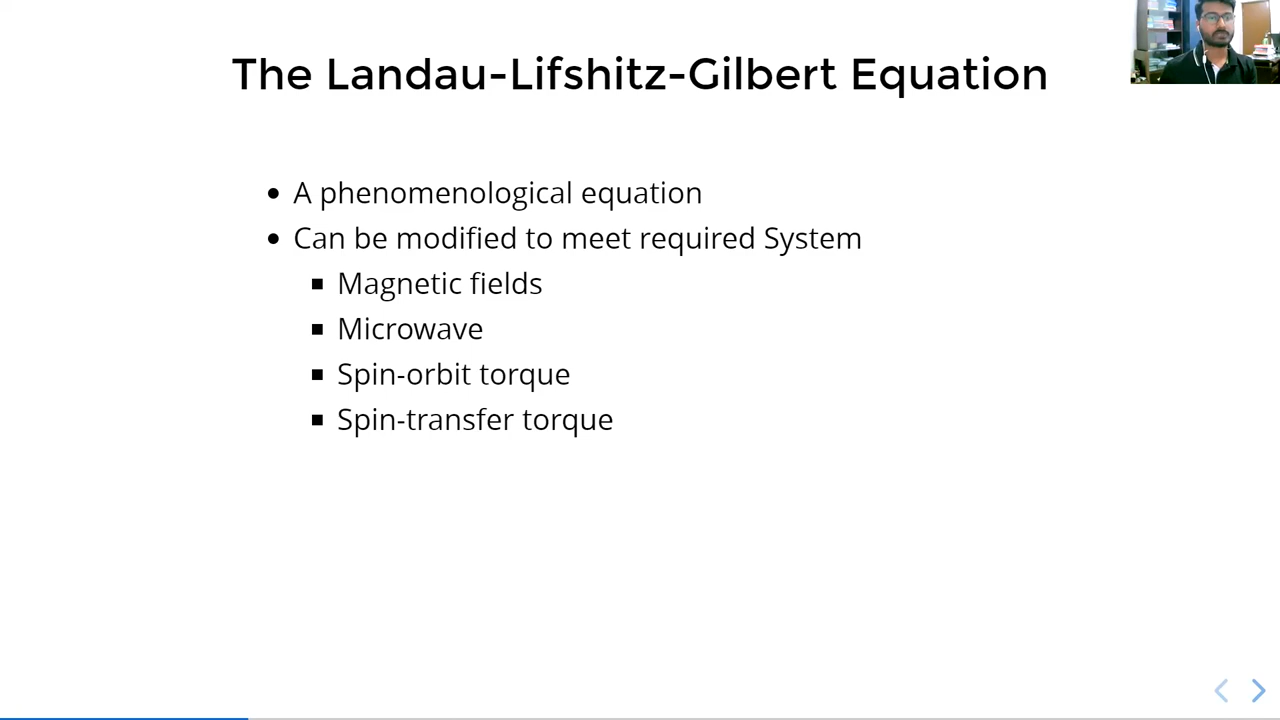 The Landau-Lifshitz-Gilbert Equation
A phenomenological equation
Can be modified to meet required System
Magnetic fields
Microwave
Spin-orbit torque
Spin-transfer torque